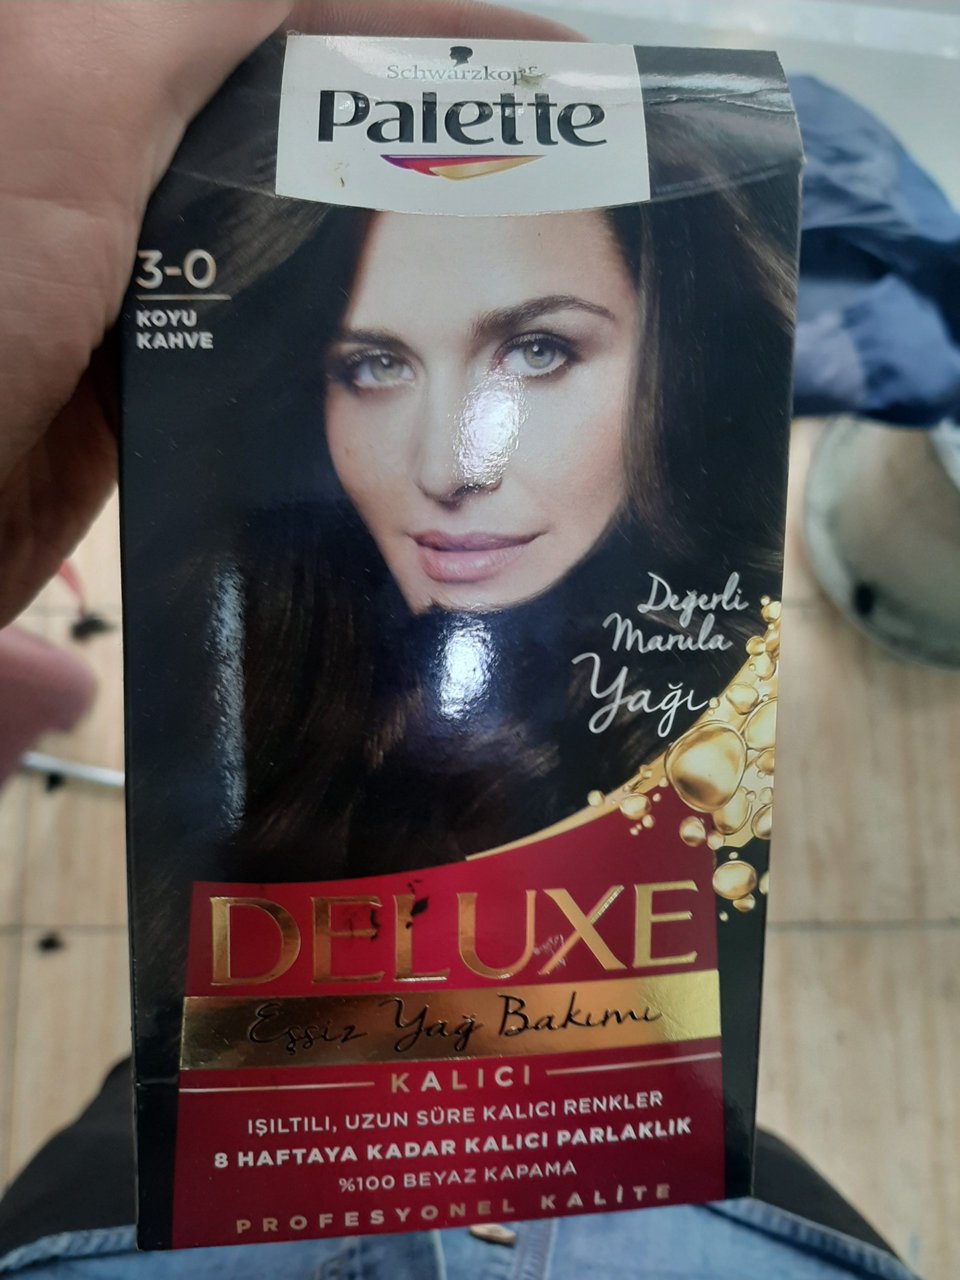 Schwarzkopf
Palette
3-0
KOYU
KAHVE
Değerli
Marula
Yağı
DELUXE
Eşsiz Yağ Bakımı
KALICI
IŞILTILI, UZUN SÜRE KALICI RENKLER
8 HAFTAYA KADAR KALICI PARLAKLIK
%100 BEYAZ KAPAMA
PROFESYONEL KALİTE